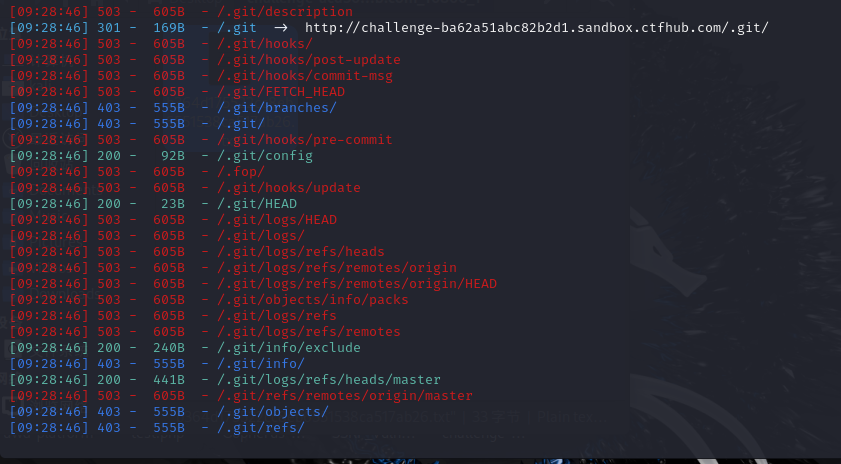 [09:28:46] 503 -  605B  - /.git/description
[09:28:46] 301 -  169B  - /.git  ->  http://challenge-ba62a51abc82b2d1.sandbox.ctfhub.com/.git/
[09:28:46] 503 -  605B  - /.git/hooks/
[09:28:46] 503 -  605B  - /.git/hooks/post-update
[09:28:46] 503 -  605B  - /.git/hooks/commit-msg
[09:28:46] 503 -  605B  - /.git/FETCH_HEAD
[09:28:46] 403 -  555B  - /.git/branches/
[09:28:46] 403 -  555B  - /.git/
[09:28:46] 503 -  605B  - /.git/hooks/pre-commit
[09:28:46] 200 -   92B  - /.git/config
[09:28:46] 503 -  605B  - /.fop/
[09:28:46] 503 -  605B  - /.git/hooks/update
[09:28:46] 200 -   23B  - /.git/HEAD
[09:28:46] 503 -  605B  - /.git/logs/HEAD
[09:28:46] 503 -  605B  - /.git/logs/
[09:28:46] 503 -  605B  - /.git/logs/refs/heads
[09:28:46] 503 -  605B  - /.git/logs/refs/remotes/origin
[09:28:46] 503 -  605B  - /.git/logs/refs/remotes/origin/HEAD
[09:28:46] 503 -  605B  - /.git/objects/info/packs
[09:28:46] 503 -  605B  - /.git/logs/refs
[09:28:46] 503 -  605B  - /.git/logs/refs/remotes
[09:28:46] 200 -  240B  - /.git/info/exclude
[09:28:46] 403 -  555B  - /.git/info/
[09:28:46] 200 -  441B  - /.git/logs/refs/heads/master
[09:28:46] 503 -  605B  - /.git/refs/remotes/origin/master
[09:28:46] 403 -  555B  - /.git/objects/
[09:28:46] 403 -  555B  - /.git/refs/